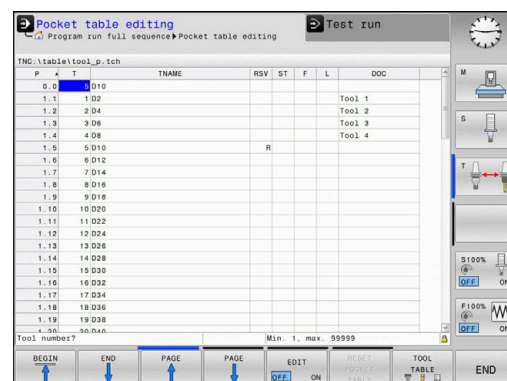 Pocket table editing
Test run
Program run full sequence Pocket table editing
TNC:\table\tool_p.tch
P T TNAME RSV ST F L DOC
0.0 5 D10
1.1 1 D2 Tool 1
1.2 2 D4 Tool 2
1.3 3 D6 Tool 3
1.4 4 D8 Tool 4
1.5 5 D10 R
1.6 6 D12
1.7 7 D14
1.8 8 D16
1.9 9 D18
1.10 10 D20
1.11 11 D22
1.12 12 D24
1.13 13 D26
1.14 14 D28
1.15 15 D30
1.16 16 D32
1.17 17 D34
1.18 18 D36
1.19 19 D38
1.20 20 D40
Tool number? Min. 1, max. 99999
M
S
T
S100%
OFF ON
F100%
OFF ON
BEGIN
END
PAGE
PAGE
EDIT
OFF ON
RESET
POCKET
TABLE
TOOL
TABLE
END